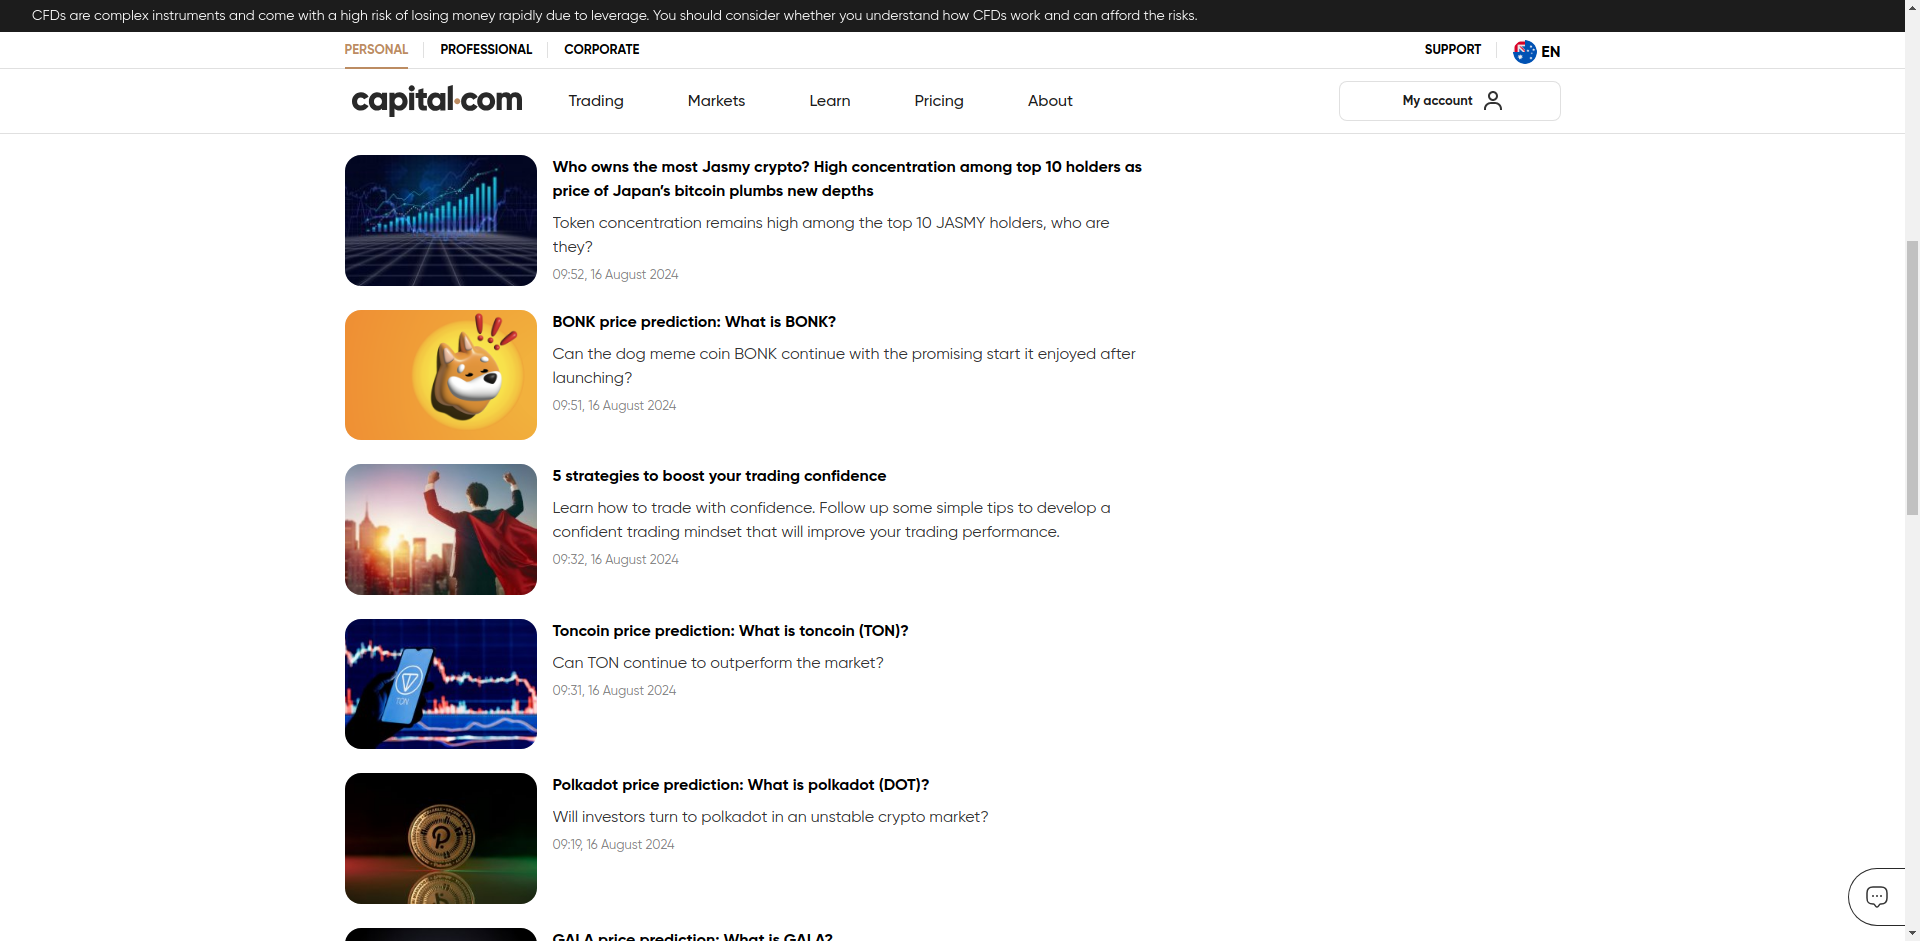 CFDs are complex instruments and come with a high risk of losing money rapidly due to leverage. You should consider whether you understand how CFDs work and can afford the risks.
PERSONAL
PROFESSIONAL
CORPORATE
SUPPORT
EN
capital.com
Trading
Markets
Learn
Pricing
About
My account
Who owns the most Jasmy crypto? High concentration among top 10 holders as
price of Japan’s bitcoin plumbs new depths
Token concentration remains high among the top 10 JASMY holders, who are
they?
09:52, 16 August 2024
BONK price prediction: What is BONK?
Can the dog meme coin BONK continue with the promising start it enjoyed after
launching?
09:51, 16 August 2024
5 strategies to boost your trading confidence
Learn how to trade with confidence. Follow up some simple tips to develop a
confident trading mindset that will improve your trading performance.
09:32, 16 August 2024
TON
Toncoin price prediction: What is toncoin (TON)?
Can TON continue to outperform the market?
09:31, 16 August 2024
Polkadot price prediction: What is polkadot (DOT)?
Will investors turn to polkadot in an unstable crypto market?
09:19, 16 August 2024
GALA price prediction: What is GALA?